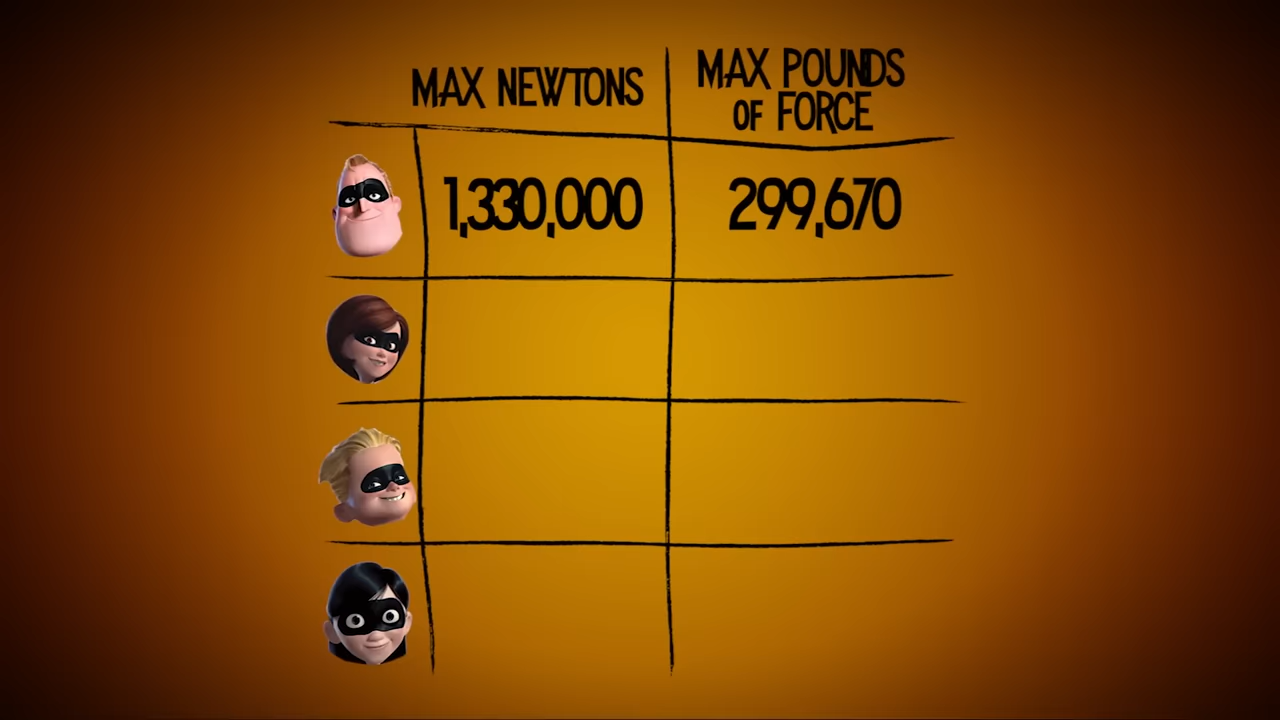 MAX NEWTONS
MAX POUNDS
OF FORCE
1,330,000
299,670